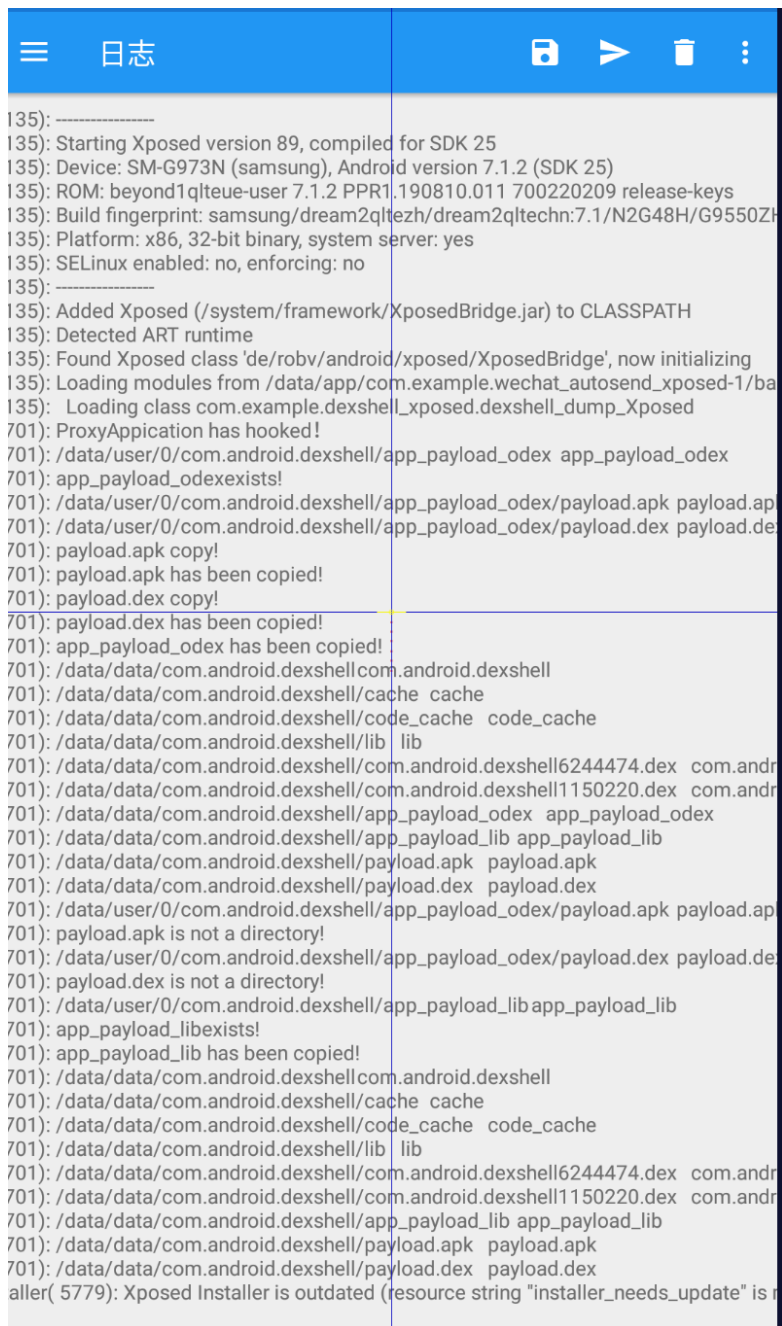 日志
135): -----------------
135): Starting Xposed version 89, compiled for SDK 25
135): Device: SM-G973N (samsung), Android version 7.1.2 (SDK 25)
135): ROM: beyond1qlteue-user 7.1.2 PPR1.190810.011 700220209 release-keys
135): Build fingerprint: samsung/dream2qltezh/dream2qltechn:7.1/N2G48H/G9550ZH
135): Platform: x86, 32-bit binary, system server: yes
135): SELinux enabled: no, enforcing: no
135): -----------------
135): Added Xposed (/system/framework/XposedBridge.jar) to CLASSPATH
135): Detected ART runtime
135): Found Xposed class 'de/robv/android/xposed/XposedBridge', now initializing
135): Loading modules from /data/app/com.example.wechat_autosend_xposed-1/ba
135): Loading class com.example.dexshell_xposed.dexshell_dump_Xposed
701): ProxyAppication has hooked！
701): /data/user/0/com.android.dexshell/app_payload_odex app_payload_odex
701): app_payload_odexexists!
701): /data/user/0/com.android.dexshell/app_payload_odex/payload.apk payload.ap
701): /data/user/0/com.android.dexshell/app_payload_odex/payload.dex payload.de
701): payload.apk copy!
701): payload.apk has been copied!
701): payload.dex copy!
701): payload.dex has been copied!
701): app_payload_odex has been copied!
701): /data/data/com.android.dexshell com.android.dexshell
701): /data/data/com.android.dexshell/cache cache
701): /data/data/com.android.dexshell/code_cache code_cache
701): /data/data/com.android.dexshell/lib lib
701): /data/data/com.android.dexshell/com.android.dexshell6244474.dex com.andr
701): /data/data/com.android.dexshell/com.android.dexshell1150220.dex com.andr
701): /data/data/com.android.dexshell/app_payload_odex app_payload_odex
701): /data/data/com.android.dexshell/app_payload_lib app_payload_lib
701): /data/data/com.android.dexshell/payload.apk payload.apk
701): /data/data/com.android.dexshell/payload.dex payload.dex
701): /data/user/0/com.android.dexshell/app_payload_odex/payload.apk payload.ap
701): payload.apk is not a directory!
701): /data/user/0/com.android.dexshell/app_payload_odex/payload.dex payload.de
701): payload.dex is not a directory!
701): /data/user/0/com.android.dexshell/app_payload_lib app_payload_lib
701): app_payload_libexists!
701): app_payload_lib has been copied!
701): /data/data/com.android.dexshell com.android.dexshell
701): /data/data/com.android.dexshell/cache cache
701): /data/data/com.android.dexshell/code_cache code_cache
701): /data/data/com.android.dexshell/lib lib
701): /data/data/com.android.dexshell/com.android.dexshell6244474.dex com.andr
701): /data/data/com.android.dexshell/com.android.dexshell1150220.dex com.andr
701): /data/data/com.android.dexshell/app_payload_lib app_payload_lib
701): /data/data/com.android.dexshell/payload.apk payload.apk
701): /data/data/com.android.dexshell/payload.dex payload.dex
aller( 5779): Xposed Installer is outdated (resource string "installer_needs_update" is